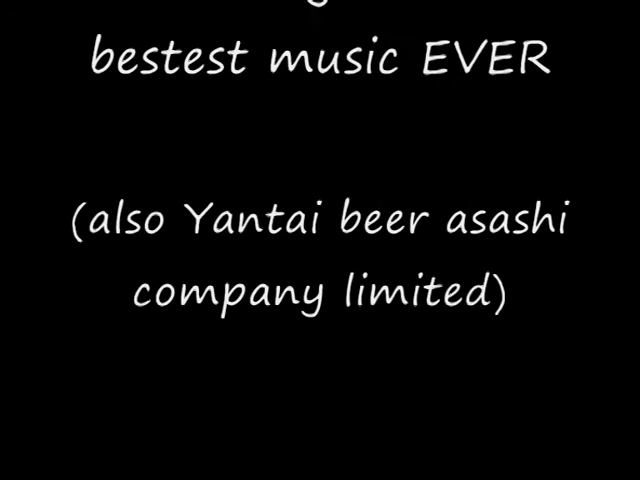 bestest music EVER
(also Yantai beer asashi
company limited)